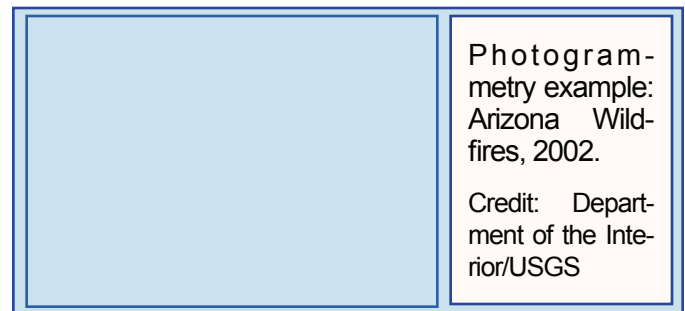 Photogram-
metry example:
Arizona Wild-
fires, 2002.
Credit: Depart-
ment of the Inte-
rior/USGS